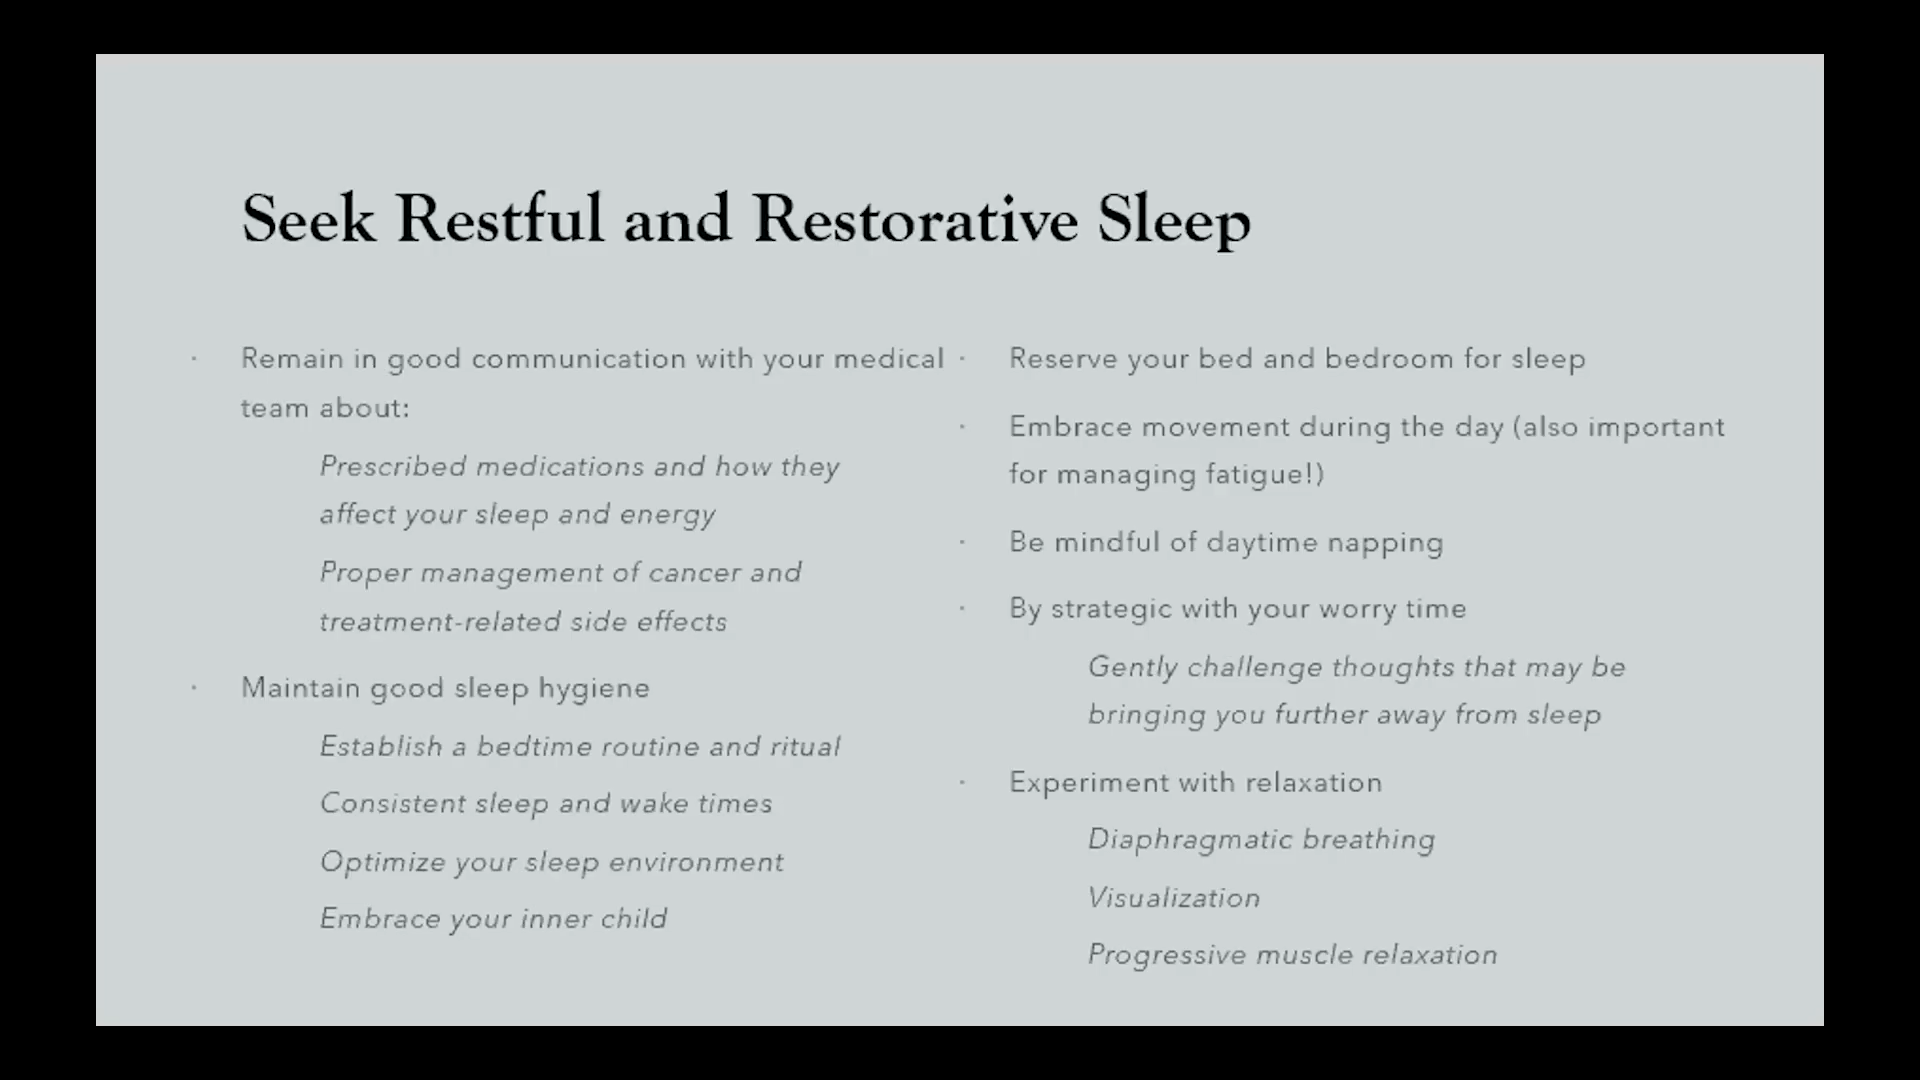 Seek Restful and Restorative Sleep
· Remain in good communication with your medical
team about:
Prescribed medications and how they
affect your sleep and energy
Proper management of cancer and
treatment-related side effects
· Maintain good sleep hygiene
Establish a bedtime routine and ritual
Consistent sleep and wake times
Optimize your sleep environment
Embrace your inner child
· Reserve your bed and bedroom for sleep
· Embrace movement during the day (also important
for managing fatigue!)
· Be mindful of daytime napping
· By strategic with your worry time
Gently challenge thoughts that may be
bringing you further away from sleep
· Experiment with relaxation
Diaphragmatic breathing
Visualization
Progressive muscle relaxation